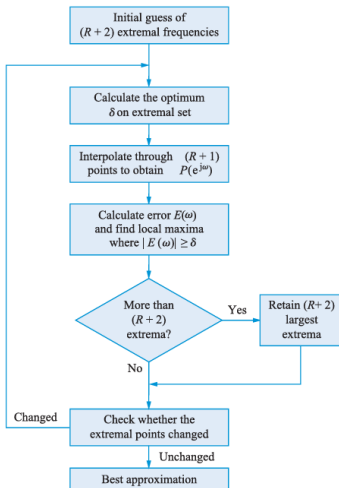 Initial guess of
(R + 2) extremal frequencies
Calculate the optimum
δ on extremal set
Interpolate through (R + 1)
points to obtain P(e^jω)
Calculate error E(ω)
and find local maxima
where | E (ω)| ≥ δ
More than
(R + 2)
extrema?
Yes
Retain (R + 2)
largest
extrema
No
Changed
Check whether the
extremal points changed
Unchanged
Best approximation